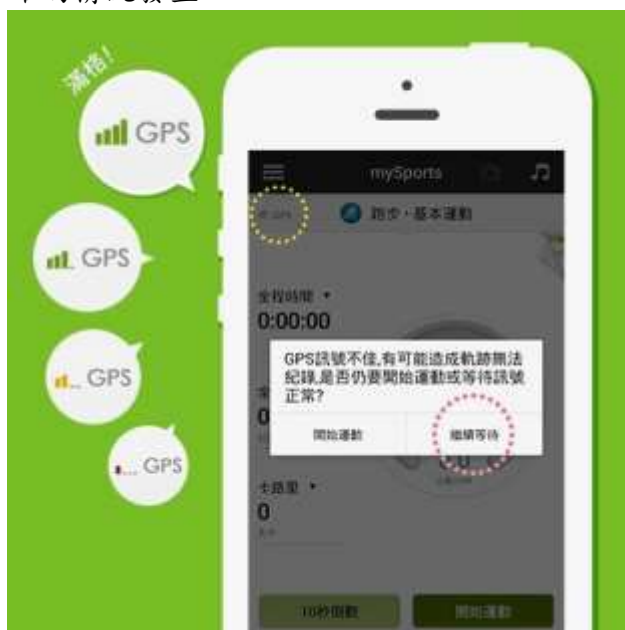 滿格!
GPS
GPS
GPS
GPS
mySports
GPS
跑步,基本運動
全程時間
0:00:00
GPS訊號不佳,有可能造成軌跡無法
紀錄,是否仍要開始運動或等待訊號
正常?
開始運動
繼續等待
卡路里
0
10秒倒數
開始運動